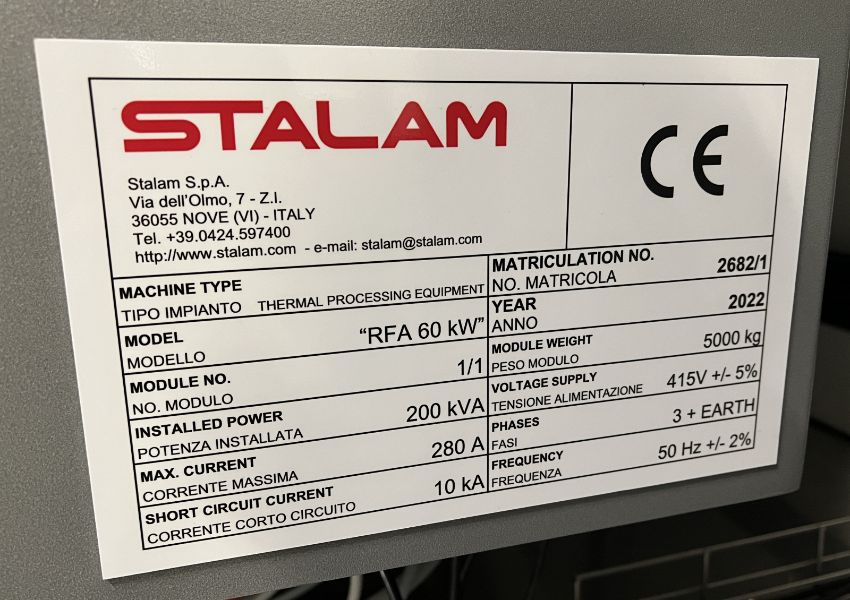 STALAM
CE
Stalam S.p.A.
Via dell'Olmo, 7 - Z.I.
36055 NOVE (VI) - ITALY
Tel. +39.0424.597400
http://www.stalam.com - e-mail: stalam@stalam.com
MACHINE TYPE
TIPO IMPIANTO THERMAL PROCESSING EQUIPMENT
MATRICULATION NO. 2682/1
NO. MATRICOLA
MODEL "RFA 60 kW"
MODELLO
YEAR 2022
ANNO
MODULE NO. 1/1
NO. MODULO
MODULE WEIGHT 5000 kg
PESO MODULO
INSTALLED POWER 200 kVA
POTENZA INSTALLATA
VOLTAGE SUPPLY 415V +/- 5%
TENSIONE ALIMENTAZIONE
MAX. CURRENT 280 A
CORRENTE MASSIMA
PHASES 3 + EARTH
FASI
SHORT CIRCUIT CURRENT 10 kA
CORRENTE CORTO CIRCUITO
FREQUENCY 50 Hz +/- 2%
FREQUENZA